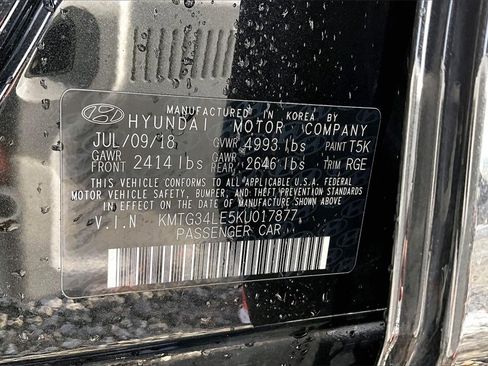 MANUFACTURED IN KOREA BY
HYUNDAI MOTOR COMPANY
JUL/09/18 GVWR 4993 lbs PAINT T5K
GAWR FRONT 2414 lbs GAWR REAR 2646 lbs TRIM RGE
THIS VEHICLE CONFORMS TO ALL APPLICABLE U.S.A. FEDERAL
MOTOR VEHICLE SAFETY, BUMPER, AND THEFT PREVENTION STANDARDS
IN EFFECT ON THE DATE OF MANUFACTURE SHOWN ABOVE.
V.I.N KMTG34LE5KU017877
PASSENGER CAR